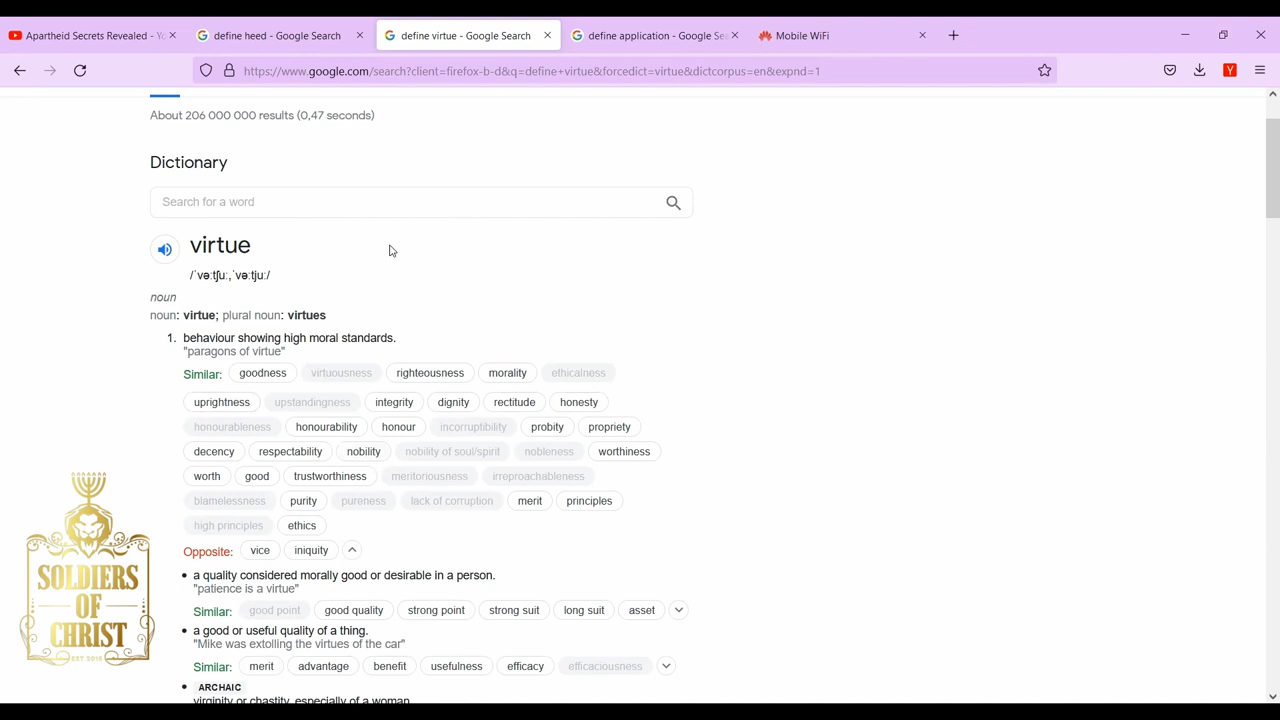 Apartheid Secrets Revealed - Yo
define heed - Google Search
define virtue - Google Search
define application - Google Sea
Mobile WiFi
https://www.google.com/search?client=firefox-b-d&q=define+virtue&forcedict=virtue&dictcorpus=en&expnd=1
About 206 000 000 results (0,47 seconds)
Dictionary
Search for a word
virtue
/ˈvəːtʃuː,ˈvəːtjuː/
noun
noun: virtue; plural noun: virtues
1. behaviour showing high moral standards.
"paragons of virtue"
Similar: goodness virtuousness righteousness morality ethicalness
uprightness upstandingness integrity dignity rectitude honesty
honourableness honourability honour incorruptibility probity propriety
decency respectability nobility nobility of soul/spirit nobleness worthiness
worth good trustworthiness meritoriousness irreproachableness
blamelessness purity pureness lack of corruption merit principles
high principles ethics
Opposite: vice iniquity
• a quality considered morally good or desirable in a person.
"patience is a virtue"
Similar: good point good quality strong point strong suit long suit asset
• a good or useful quality of a thing.
"Mike was extolling the virtues of the car"
Similar: merit advantage benefit usefulness efficacy efficaciousness
• ARCHAIC
virginity or chastity, especially of a woman.
SOLDIERS
OF
CHRIST